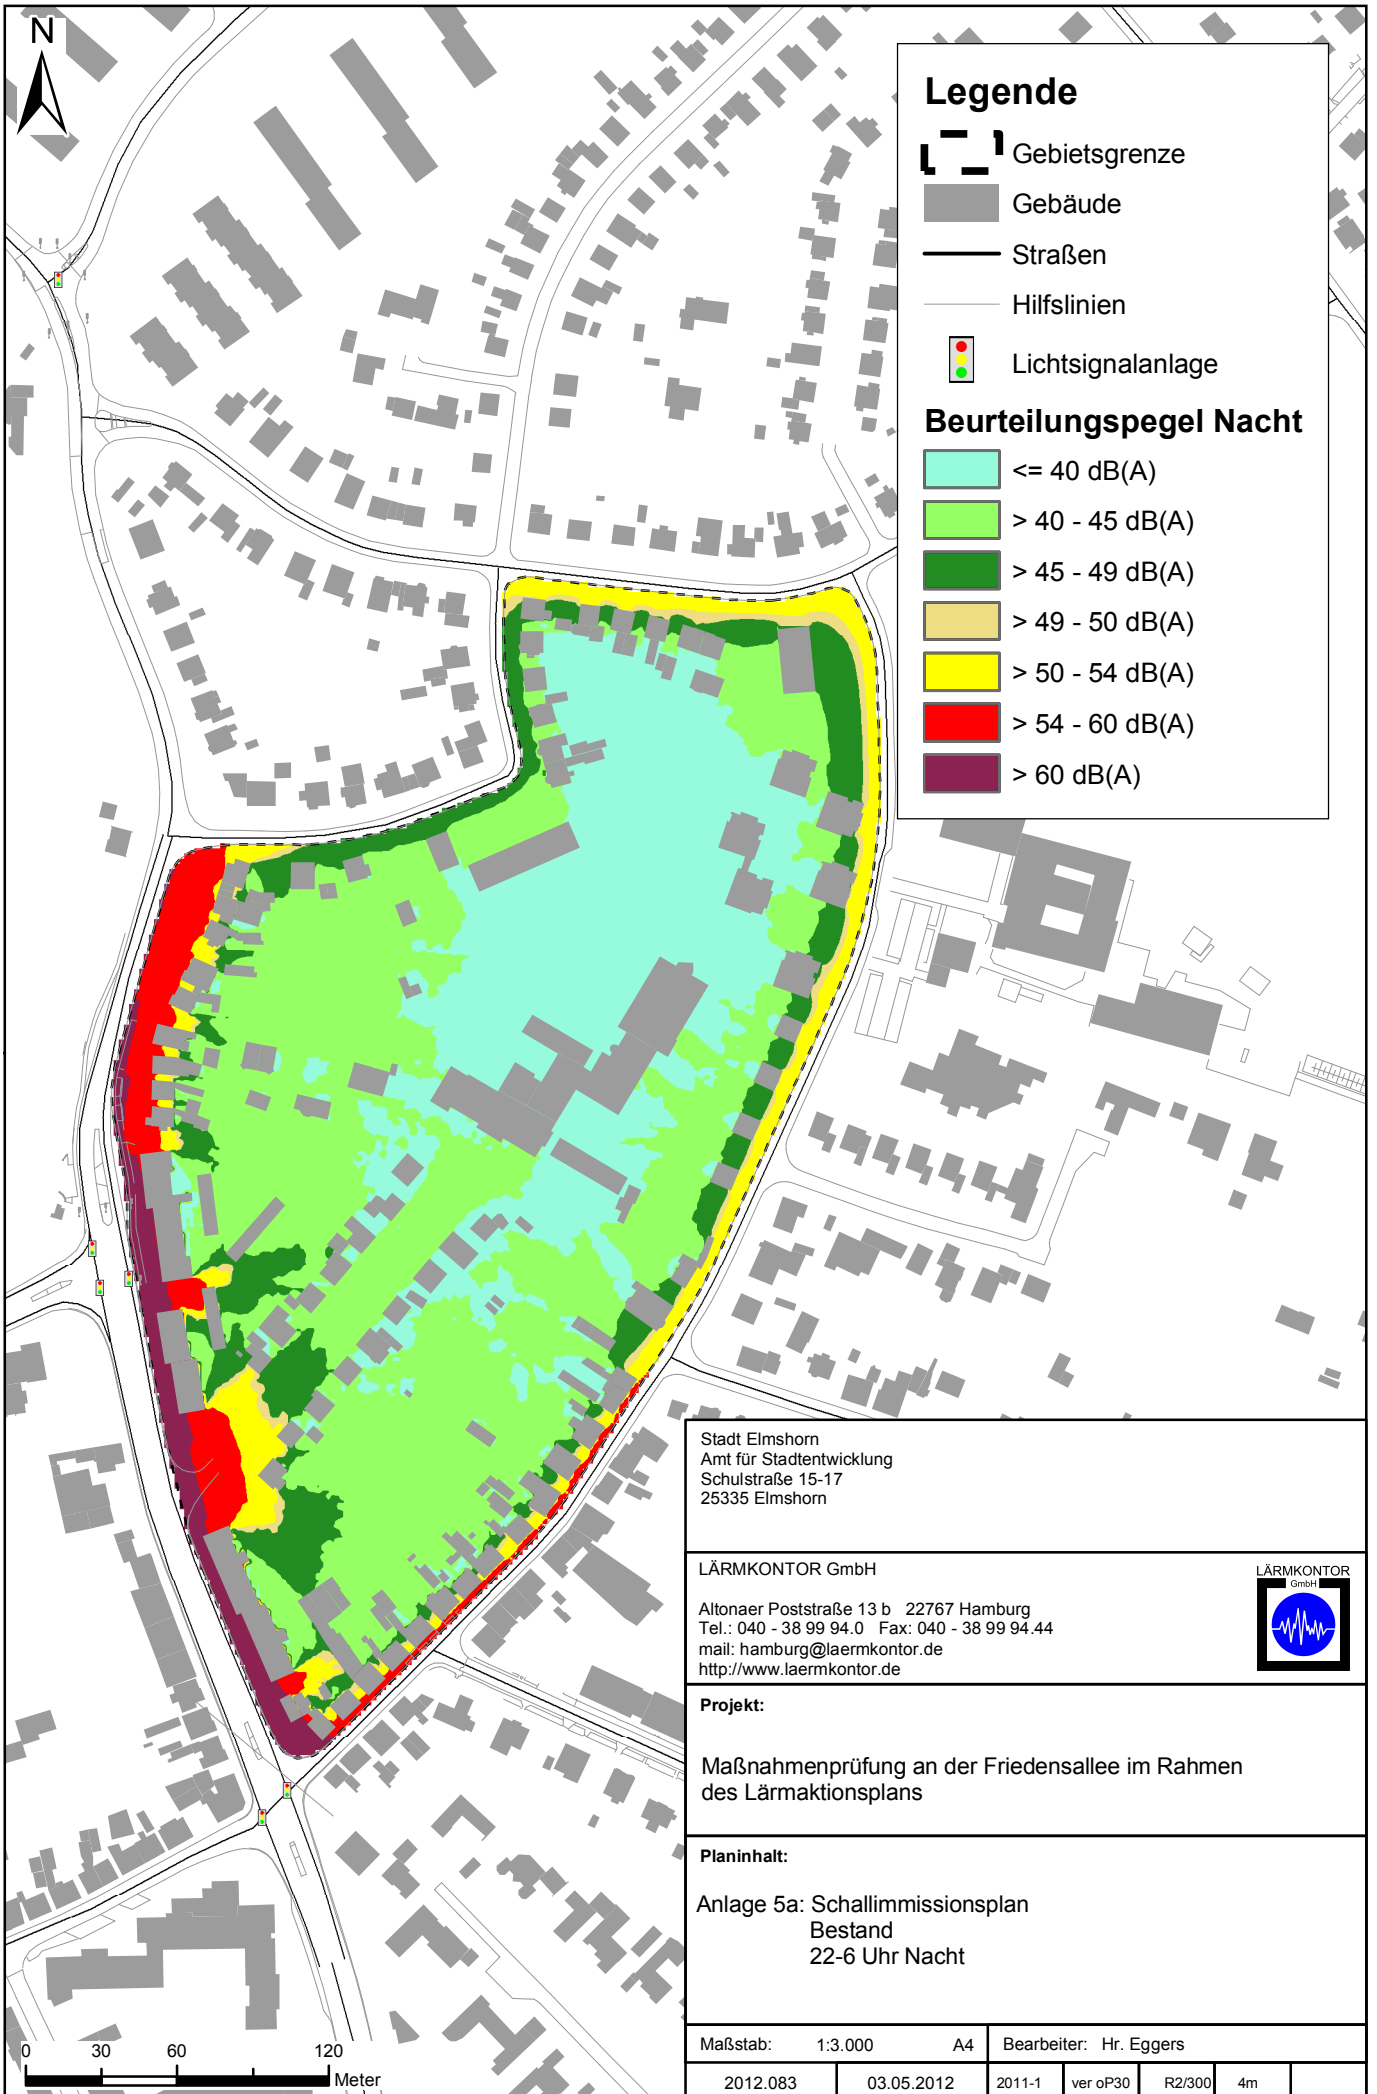 N
Legende
Gebietsgrenze
Gebäude
Straßen
Hilfslinien
Lichtsignalanlage
Beurteilungspegel Nacht
<= 40 dB(A)
> 40 - 45 dB(A)
> 45 - 49 dB(A)
> 49 - 50 dB(A)
> 50 - 54 dB(A)
> 54 - 60 dB(A)
> 60 dB(A)
Stadt Elmshorn
Amt für Stadtentwicklung
Schulstraße 15-17
25335 Elmshorn
LÄRMKONTOR GmbH
Altonaer Poststraße 13 b 22767 Hamburg
Tel.: 040 - 38 99 94.0 Fax: 040 - 38 99 94.44
mail: hamburg@laermkontor.de
http://www.laermkontor.de
LÄRMKONTOR
GmbH
Projekt:
Maßnahmenprüfung an der Friedensallee im Rahmen
des Lärmaktionsplans
Planinhalt:
Anlage 5a: Schallimmissionsplan
Bestand
22-6 Uhr Nacht
Maßstab: 1:3.000 A4 Bearbeiter: Hr. Eggers
2012.083 03.05.2012 2011-1 ver oP30 R2/300 4m
0 30 60 120
Meter